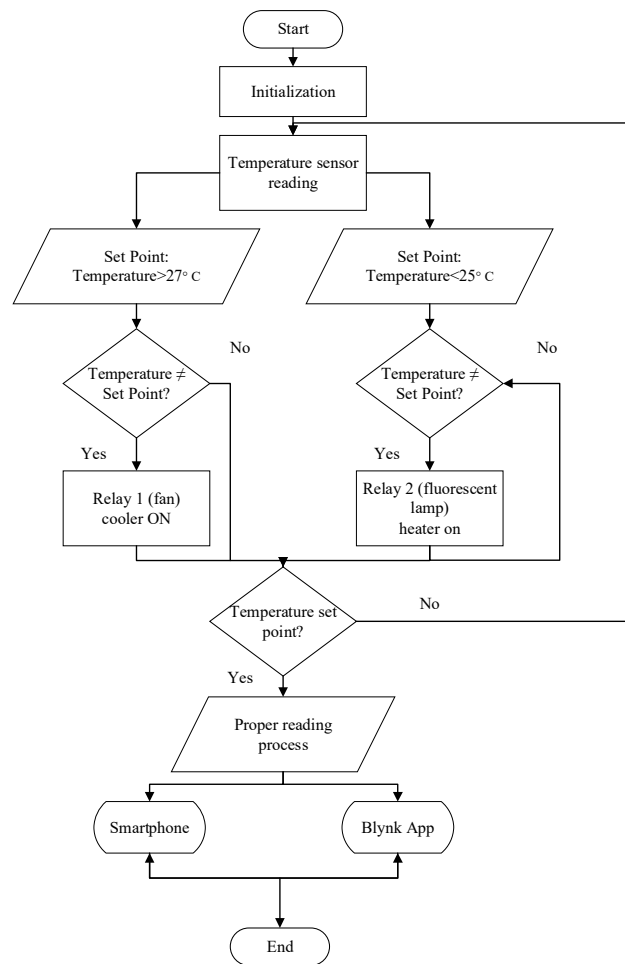 Start
Initialization
Temperature sensor
reading
Set Point:
Temperature>27° C
Set Point:
Temperature<25° C
No
No
Temperature ≠
Set Point?
Temperature ≠
Set Point?
Yes
Yes
Relay 1 (fan)
cooler ON
Relay 2 (fluorescent
lamp)
heater on
Temperature set
point?
No
Yes
Proper reading
process
Smartphone
Blynk App
End